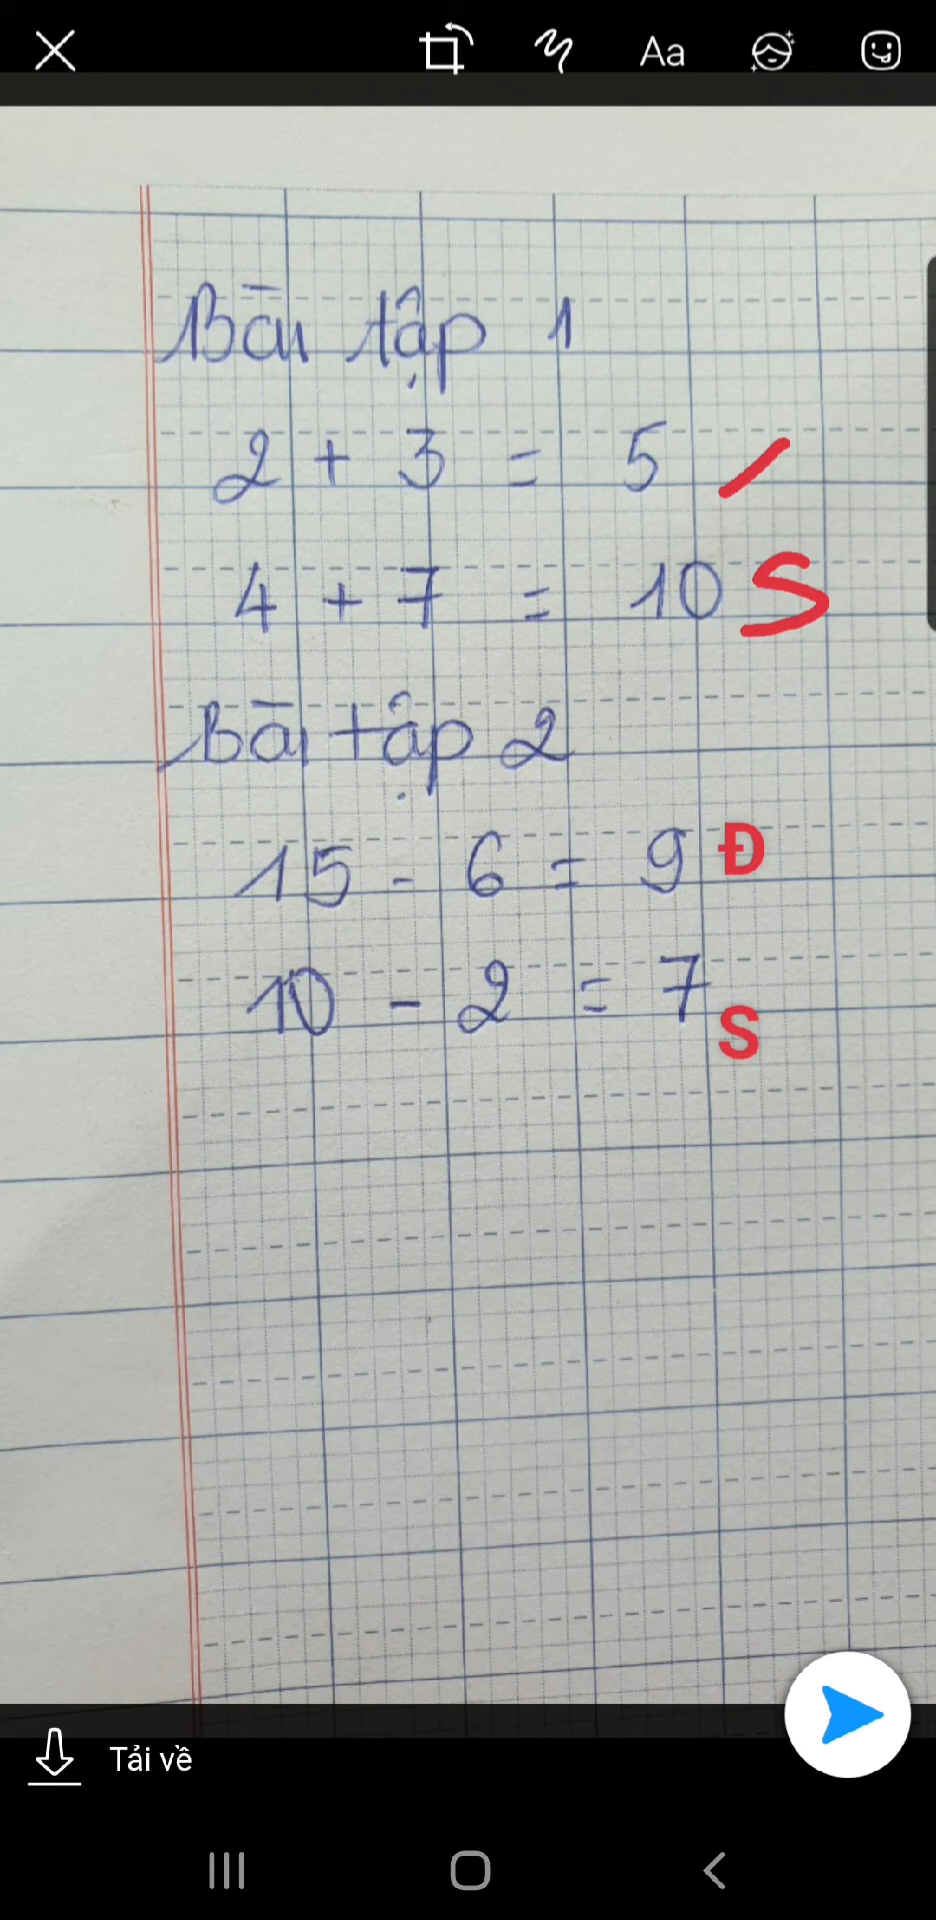 Aa
Bài tập 1
2 + 3 = 5 /
4 + 7 = 10 S
Bài tập 2
15 - 6 = 9 Đ
10 - 2 = 7 S
Tải về